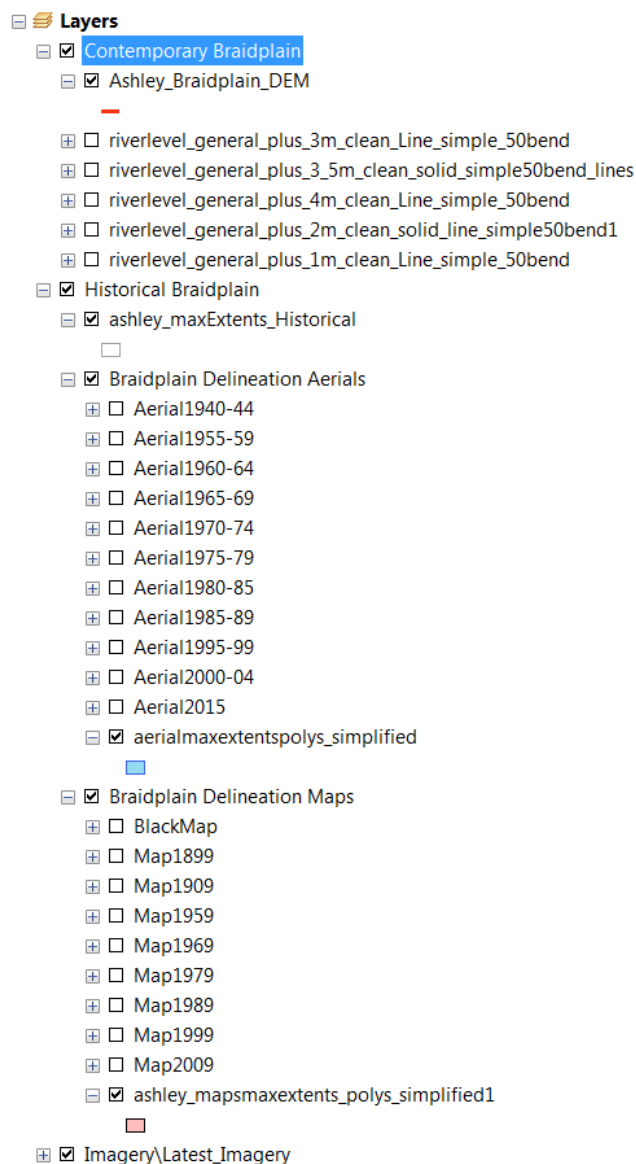 Layers
Contemporary Braidplain
Ashley_Braidplain_DEM
riverlevel_general_plus_3m_clean_Line_simple_50bend
riverlevel_general_plus_3_5m_clean_solid_simple50bend_lines
riverlevel_general_plus_4m_clean_Line_simple_50bend
riverlevel_general_plus_2m_clean_solid_line_simple50bend1
riverlevel_general_plus_1m_clean_Line_simple_50bend
Historical Braidplain
ashley_maxExtents_Historical
Braidplain Delineation Aerials
Aerial1940-44
Aerial1955-59
Aerial1960-64
Aerial1965-69
Aerial1970-74
Aerial1975-79
Aerial1980-85
Aerial1985-89
Aerial1995-99
Aerial2000-04
Aerial2015
aerialmaxextentspolys_simplified
Braidplain Delineation Maps
BlackMap
Map1899
Map1909
Map1959
Map1969
Map1979
Map1989
Map1999
Map2009
ashley_mapsmaxextents_polys_simplified1
Imagery\Latest_Imagery